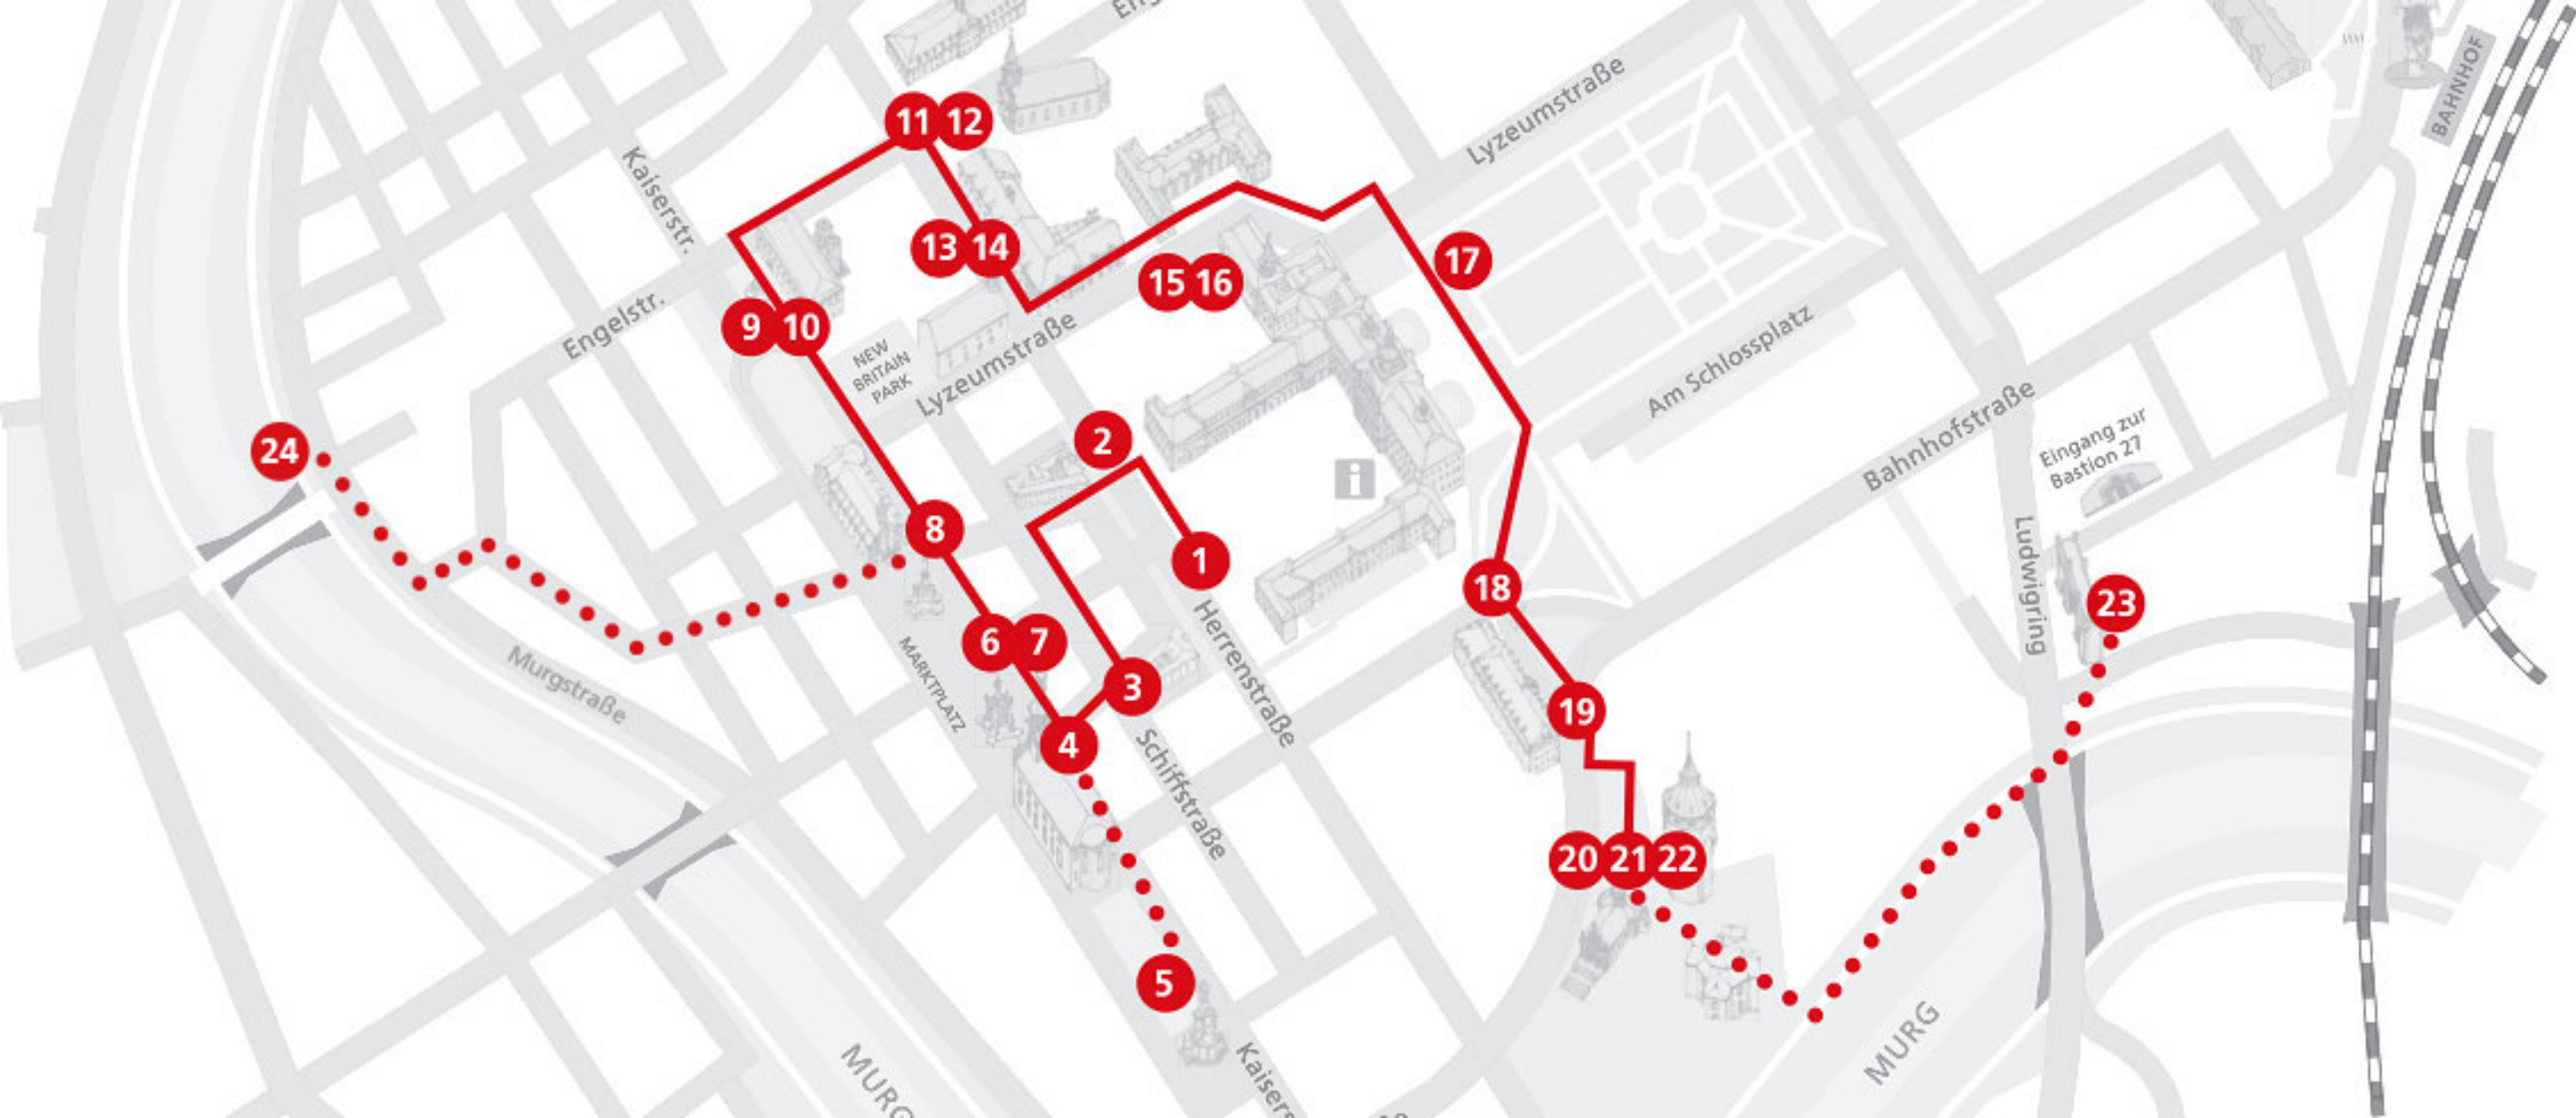 Eng
BAHNHOF
Lyzeumstraße
11 12
Kaiserstr.
13 14
17
15 16
Engelstr.
9 10
NEW
BRITAIN
PARK
Lyzeumstraße
Am Schlossplatz
Bahnhofstraße
Eingang zur
Bastion 27
24
2
i
8
1
18
Ludwigring
23
6 7
Herrenstraße
MARKTPLATZ
Murgstraße
3
19
4
Schiffstraße
20 21 22
5
MURG
MURG
Kaisers